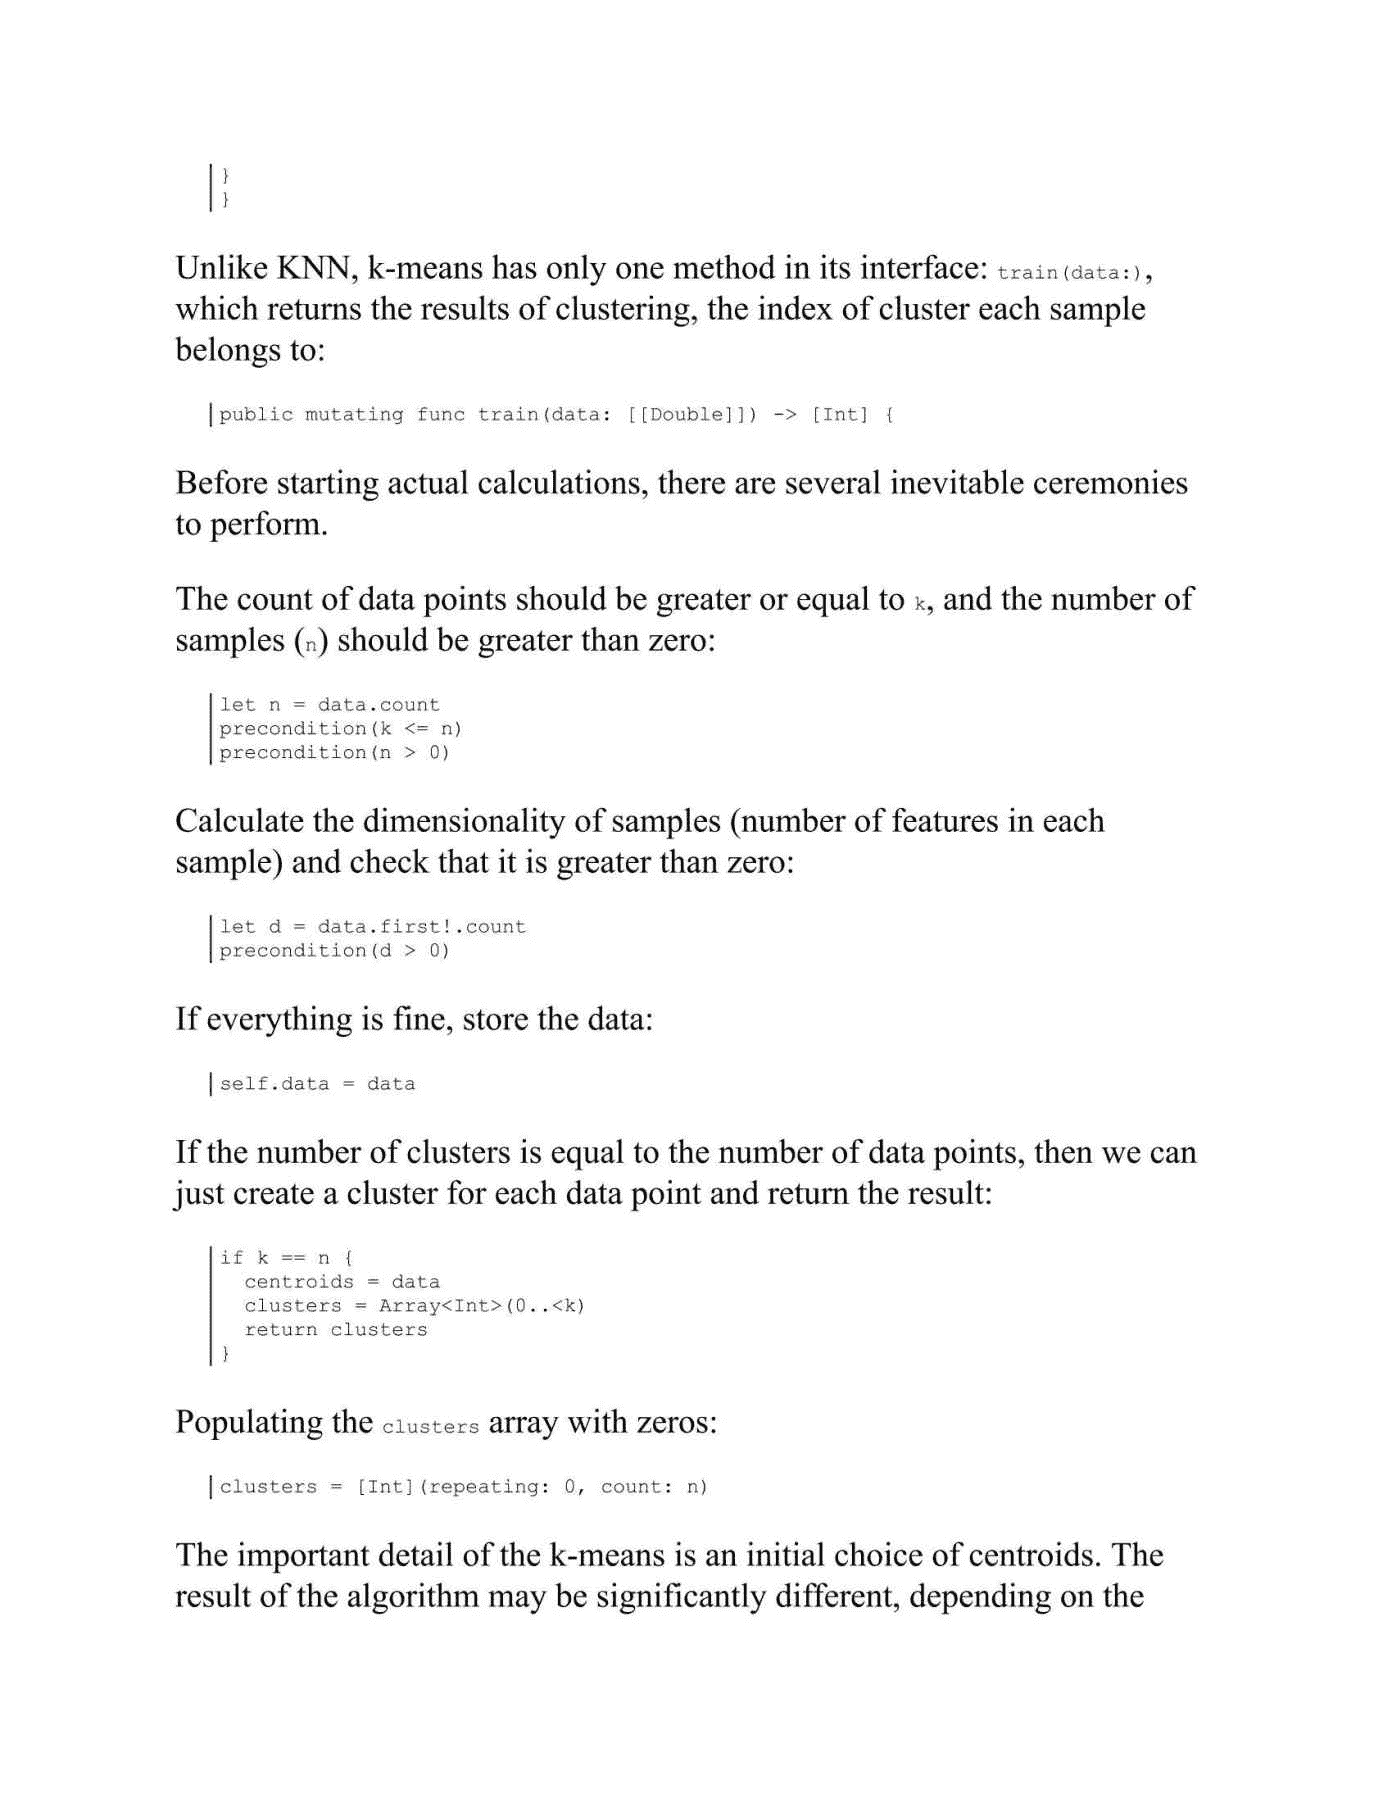 }
}
Unlike KNN, k-means has only one method in its interface: train(data:),
which returns the results of clustering, the index of cluster each sample
belongs to:
public mutating func train(data: [[Double]]) -> [Int] {
Before starting actual calculations, there are several inevitable ceremonies
to perform.
The count of data points should be greater or equal to k, and the number of
samples (n) should be greater than zero:
let n = data.count
precondition(k <= n)
precondition(n > 0)
Calculate the dimensionality of samples (number of features in each
sample) and check that it is greater than zero:
let d = data.first!.count
precondition(d > 0)
If everything is fine, store the data:
self.data = data
If the number of clusters is equal to the number of data points, then we can
just create a cluster for each data point and return the result:
if k == n {
  centroids = data
  clusters = Array<Int>(0..<k)
  return clusters
}
Populating the clusters array with zeros:
clusters = [Int](repeating: 0, count: n)
The important detail of the k-means is an initial choice of centroids. The
result of the algorithm may be significantly different, depending on the